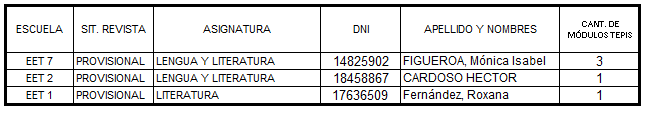 ESCUELA SIT. REVISTA ASIGNATURA DNI APELLIDO Y NOMBRES CANT. DE MÓDULOS TEPIS
EET 7 PROVISIONAL LENGUA Y LITERATURA 14825902 FIGUEROA, Mónica Isabel 3
EET 2 PROVISIONAL LENGUA Y LITERATURA 18458867 CARDOSO HECTOR 1
EET 1 PROVISIONAL LITERATURA 17636509 Fernández, Roxana 1